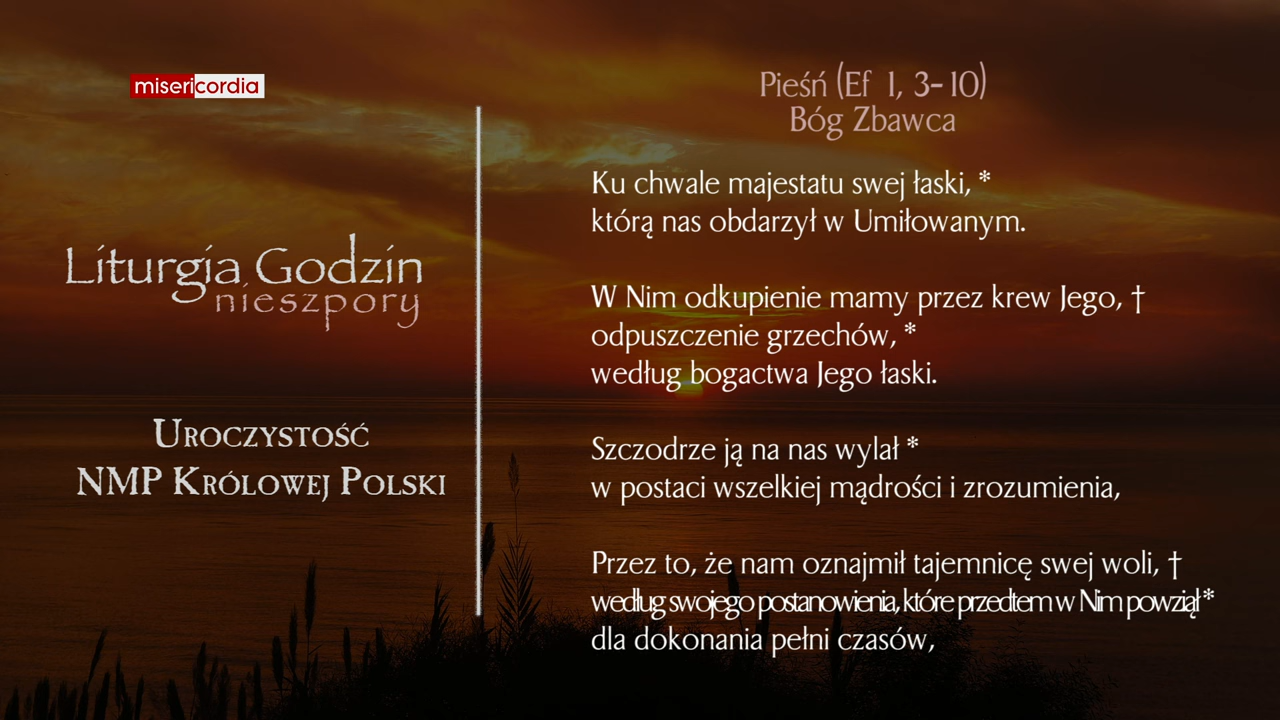 misericordia
Liturgia Godzin
nieszpory
Uroczystość
NMP Królowej Polski
Pieśń (Ef 1, 3-10)
Bóg Zbawca
Ku chwale majestatu swej łaski, *
którą nas obdarzył w Umiłowanym.
W Nim odkupienie mamy przez krew Jego, †
odpuszczenie grzechów, *
według bogactwa Jego łaski.
Szczodrze ją na nas wylał *
w postaci wszelkiej mądrości i zrozumienia,
Przez to, że nam oznajmił tajemnicę swej woli, †
według swojego postanowienia, które przedtem w Nim powziął *
dla dokonania pełni czasów,